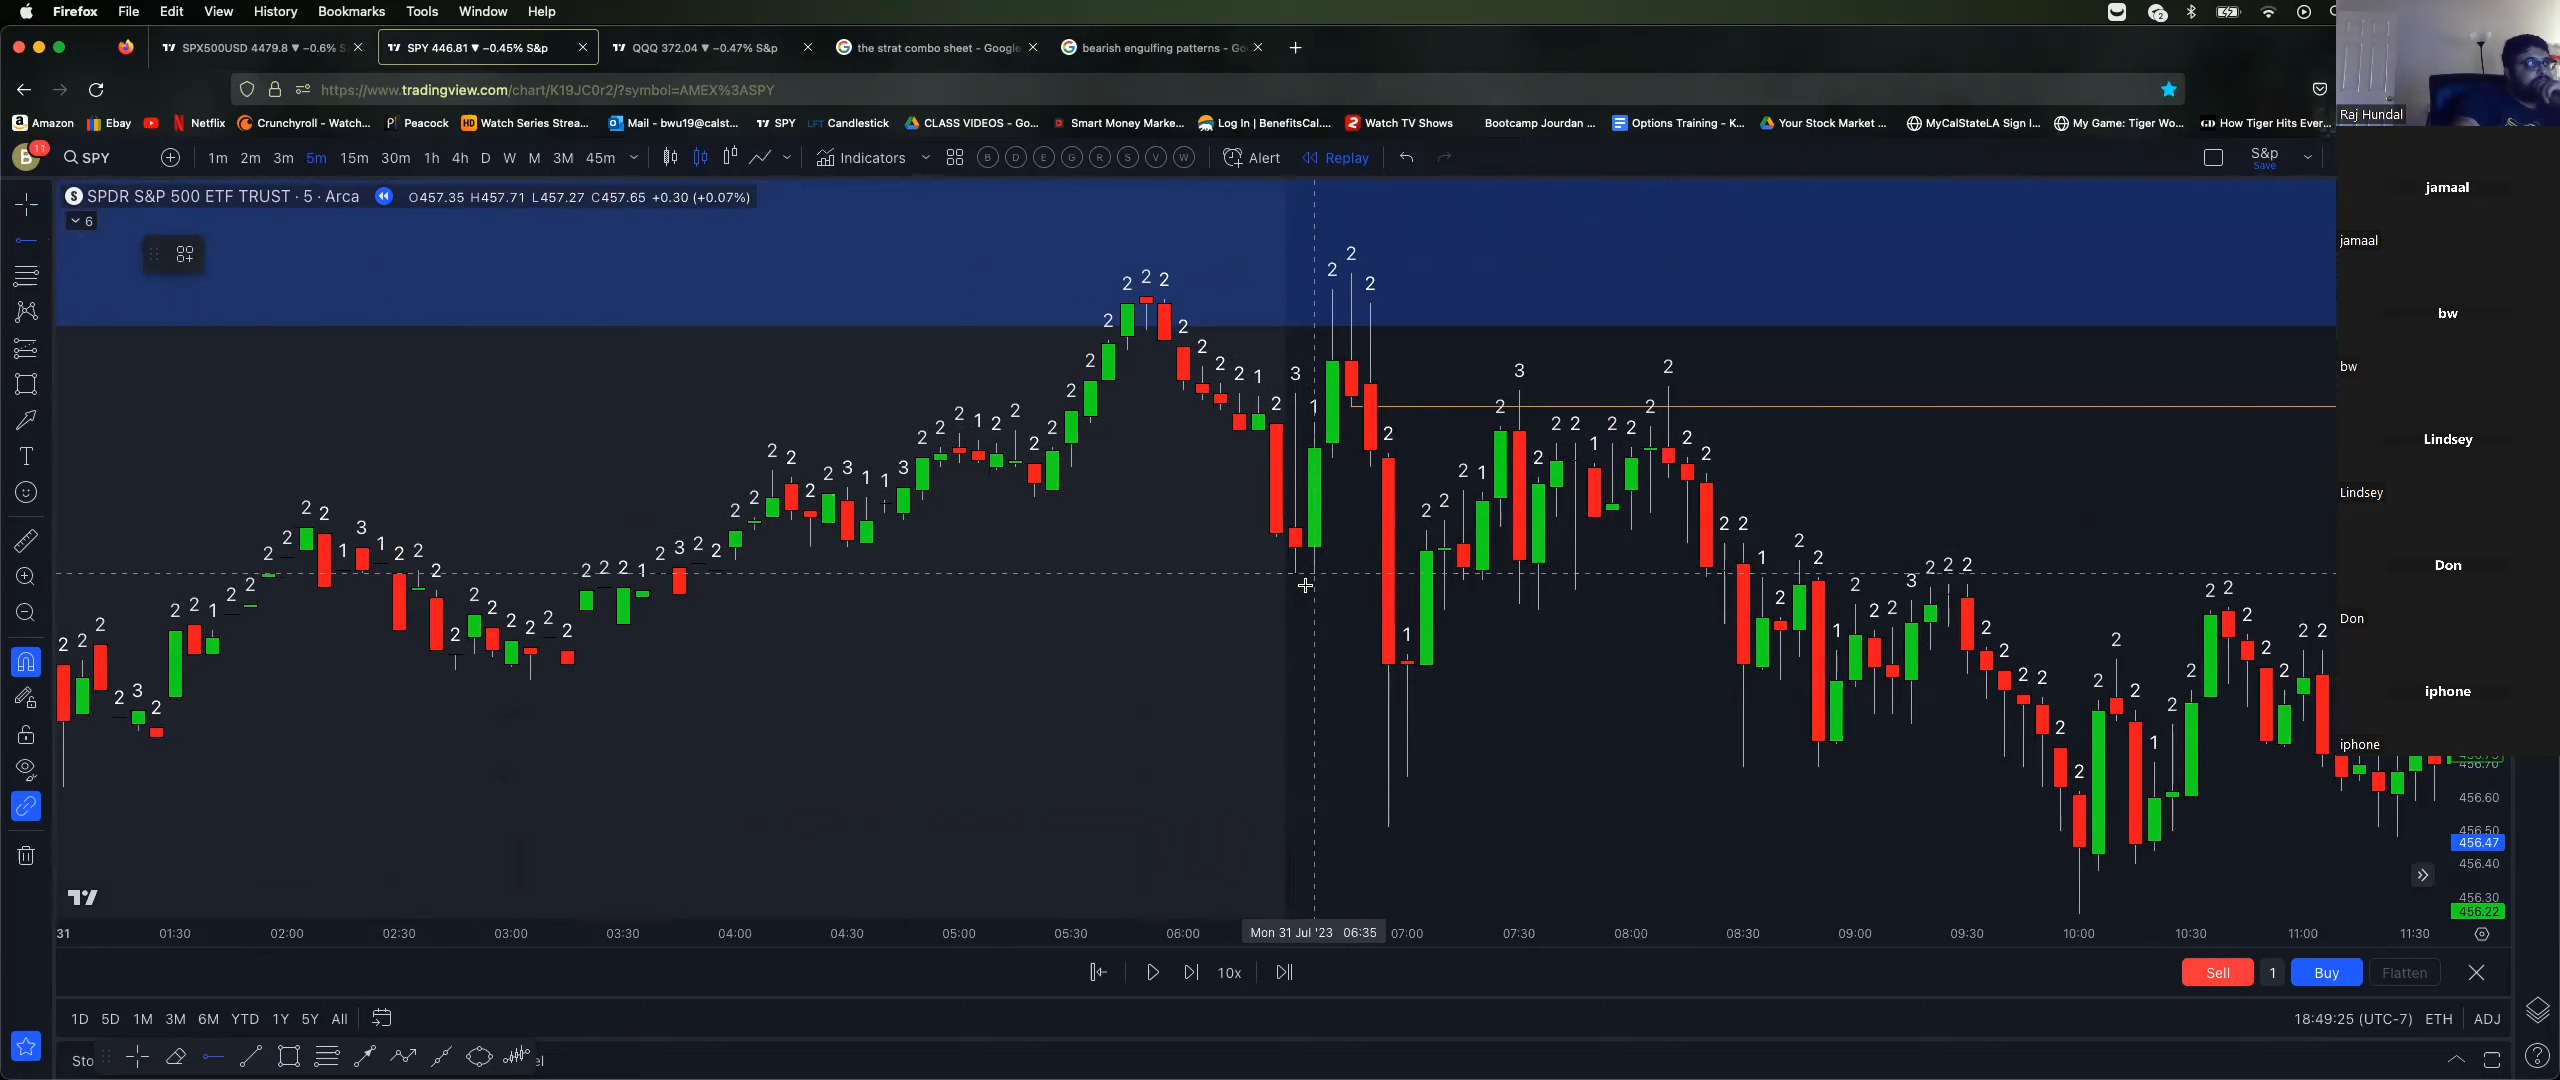 Firefox File Edit View History Bookmarks Tools Window Help
SPX500USD 4479.8 ▼ −0.6% S
SPY 446.81 ▼ −0.45% S&p
QQQ 372.04 ▼ −0.47% S&p
the strat combo sheet - Google
bearish engulfing patterns - Go
https://www.tradingview.com/chart/K19JC0r2/?symbol=AMEX%3ASPY
Amazon Ebay Netflix Crunchyroll - Watch... Peacock Watch Series Strea... Mail - bwu19@calst... SPY Candlestick CLASS VIDEOS - Go... Smart Money Marke... Log In | BenefitsCal.... Watch TV Shows Bootcamp Jourdan ... Options Training - K... Your Stock Market ... MyCalStateLA Sign I... My Game: Tiger Wo... How Tiger Hits Ever...
B 11 SPY 1m 2m 3m 5m 15m 30m 1h 4h D W M 3M 45m Indicators B D E G R S V W Alert Replay S&p
Save
SPDR S&P 500 ETF TRUST · 5 · Arca O457.35 H457.71 L457.27 C457.65 +0.30 (+0.07%)
6
Raj Hundal
jamaal
jamaal
bw
bw
Lindsey
Lindsey
Don
Don
iphone
iphone
456.70
456.60
456.50
456.47
456.40
456.30
456.22
31 01:30 02:00 02:30 03:00 03:30 04:00 04:30 05:00 05:30 06:00 Mon 31 Jul '23 06:35 07:00 07:30 08:00 08:30 09:00 09:30 10:00 10:30 11:00 11:30
10x Sell 1 Buy Flatten
1D 5D 1M 3M 6M YTD 1Y 5Y All 18:49:25 (UTC-7) ETH ADJ
Sto